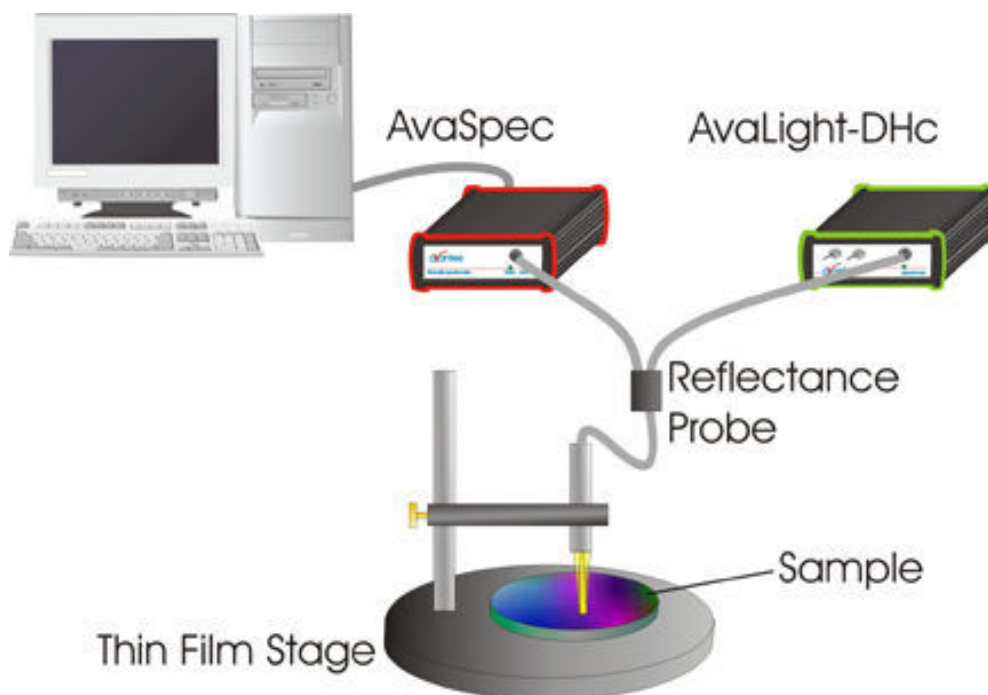 AvaSpec
AvaLight-DHc
Reflectance
Probe
Sample
Thin Film Stage